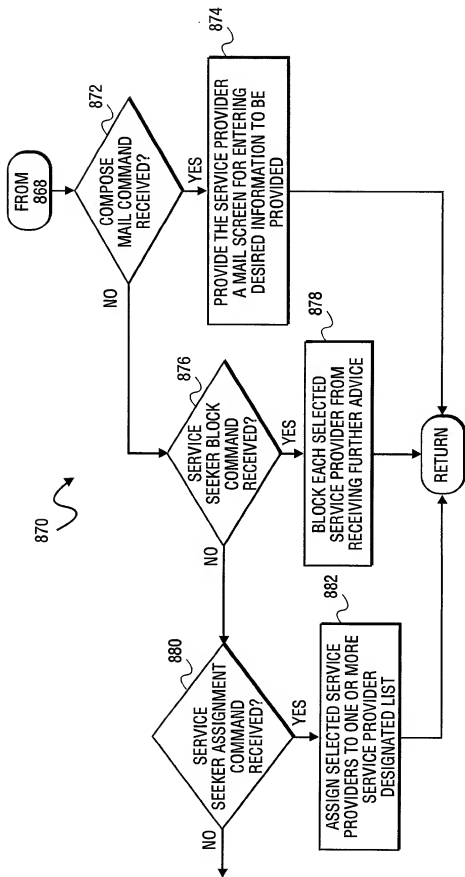 FROM
868
872
COMPOSE
MAIL COMMAND
RECEIVED?
NO
YES
874
PROVIDE THE SERVICE PROVIDER
A MAIL SCREEN FOR ENTERING
DESIRED INFORMATION TO BE
PROVIDED
870
876
SERVICE
SEEKER BLOCK
COMMAND
RECEIVED?
NO
YES
878
BLOCK EACH SELECTED
SERVICE PROVIDER FROM
RECEIVING FURTHER ADVICE
880
SERVICE
SEEKER ASSIGNMENT
COMMAND
RECEIVED?
NO
YES
882
ASSIGN SELECTED SERVICE
PROVIDERS TO ONE OR MORE
SERVICE PROVIDER
DESIGNATED LIST
RETURN